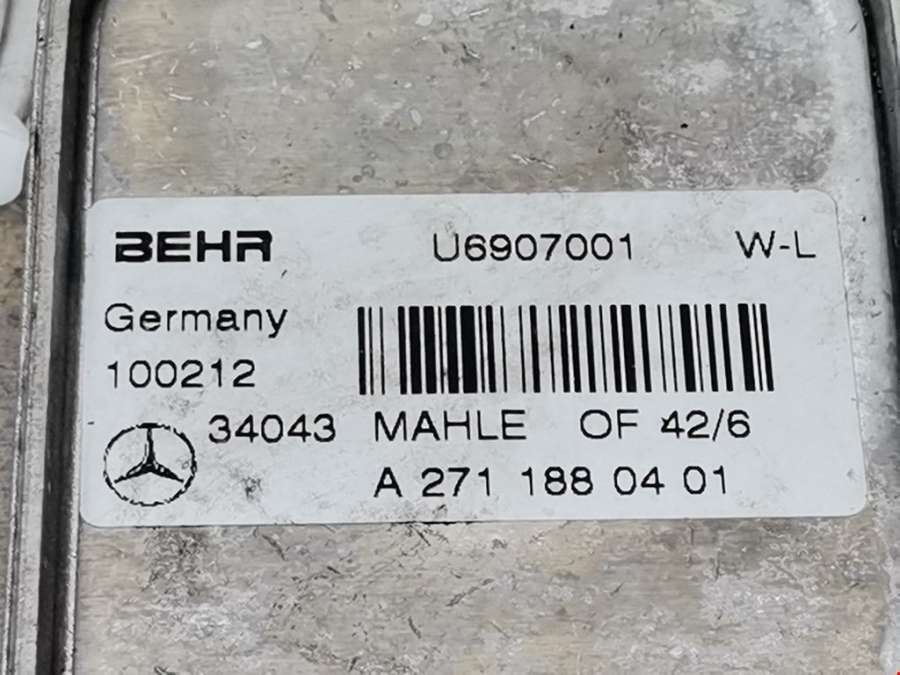 BEHR U6907001 W-L
Germany
100212
34043 MAHLE OF 42/6
A 271 188 04 01